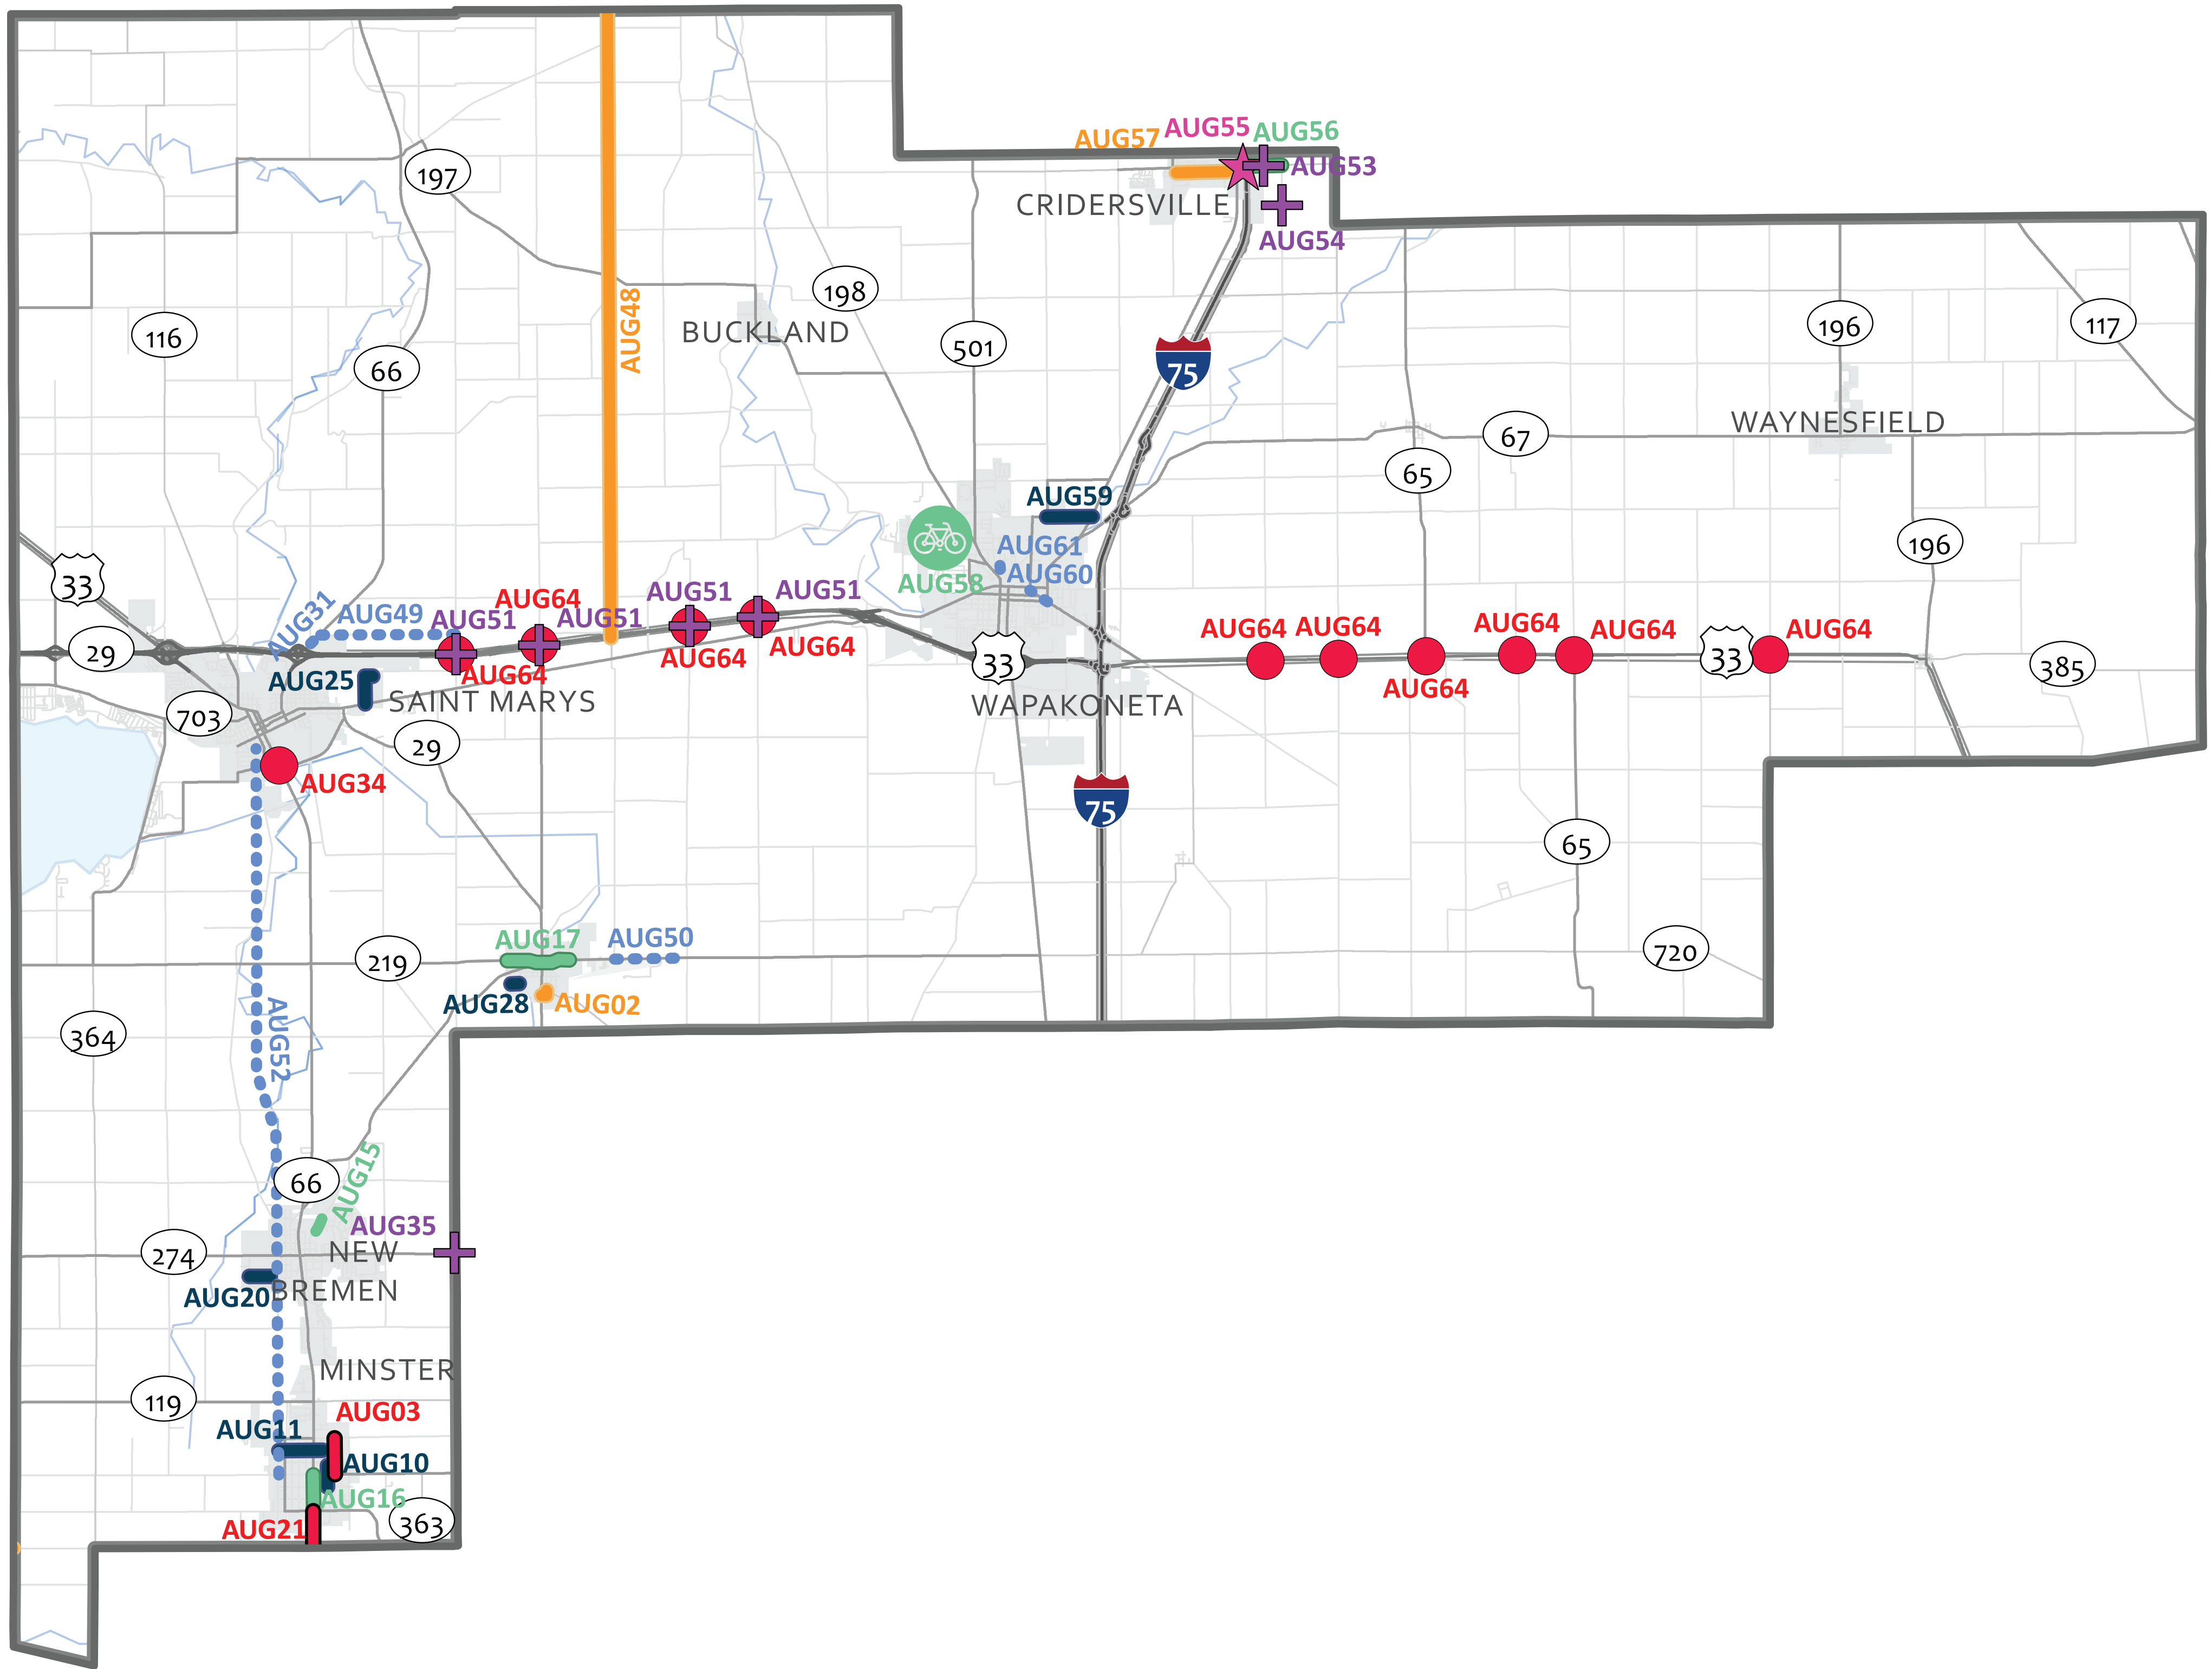 AUG57
AUG55
AUG56
AUG53
CRIDERSVILLE
AUG54
197
AUG48
198
BUCKLAND
116
66
501
75
196
117
WAYNESFIELD
67
65
AUG59
AUG61
AUG60
AUG58
196
33
AUG31
AUG49
AUG51
AUG64
AUG51
AUG51
AUG51
AUG64
AUG64
AUG64
29
AUG25
SAINT MARYS
703
29
AUG34
33
WAPAKONETA
AUG64
AUG64
AUG64
AUG64
AUG64
33
AUG64
385
75
65
AUG17
AUG50
219
AUG28
AUG02
720
364
AUG52
66
AUG15
AUG35
274
NEW
BREMEN
AUG20
MINSTER
119
AUG03
AUG11
AUG10
AUG16
AUG21
363